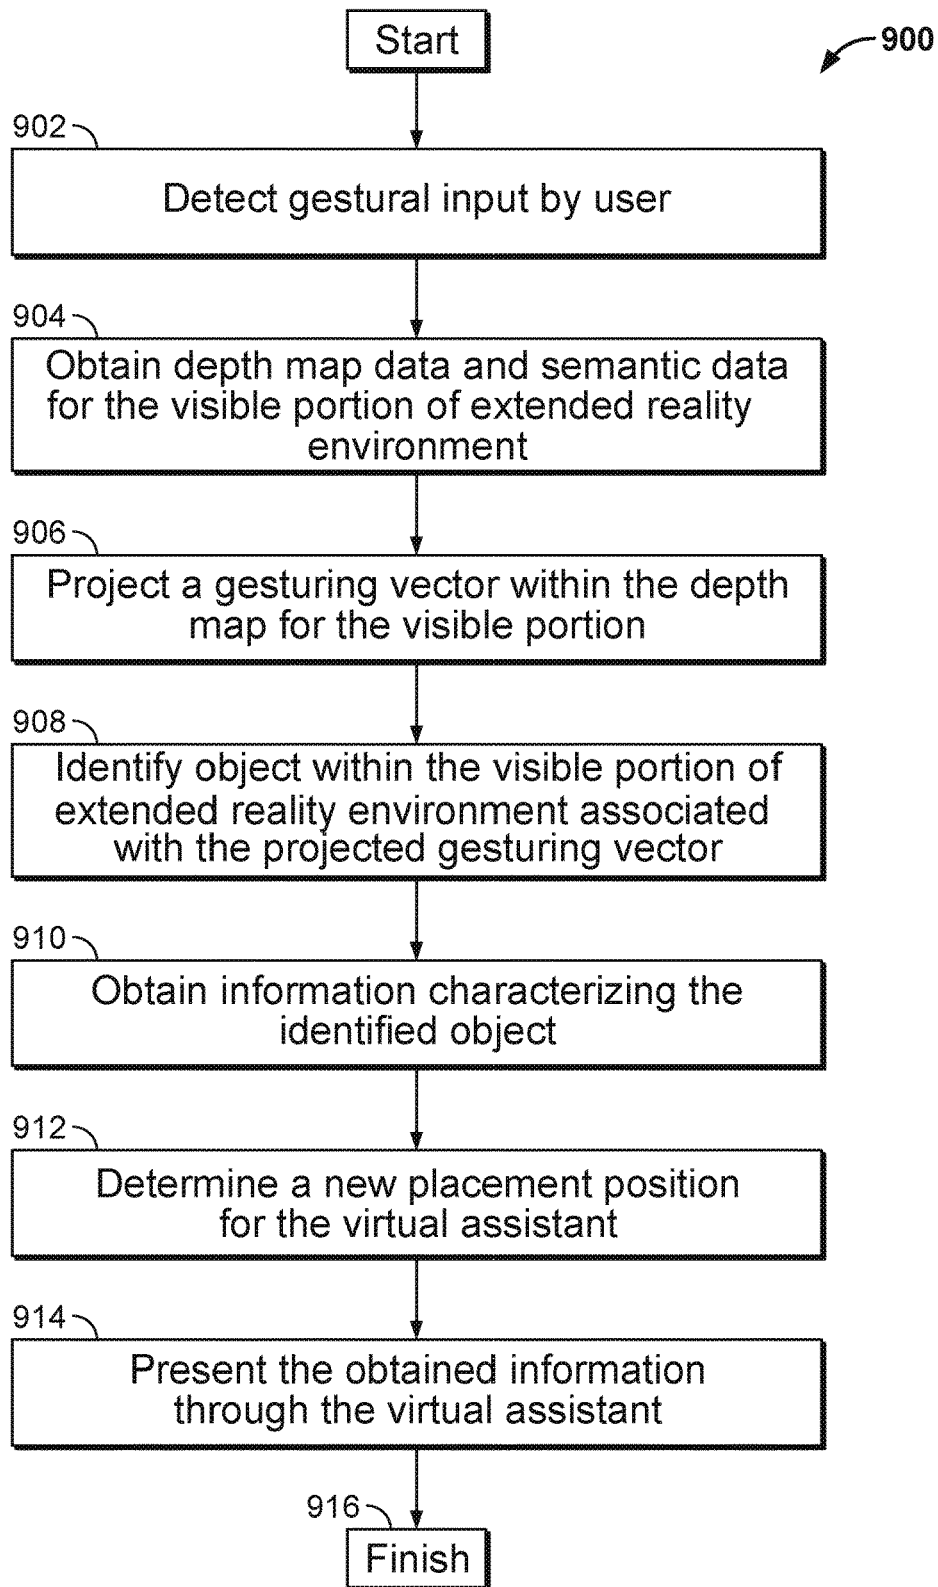 Start
900
902
Detect gestural input by user
904
Obtain depth map data and semantic data
for the visible portion of extended reality
environment
906
Project a gesturing vector within the depth
map for the visible portion
908
Identify object within the visible portion of
extended reality environment associated
with the projected gesturing vector
910
Obtain information characterizing the
identified object
912
Determine a new placement position
for the virtual assistant
914
Present the obtained information
through the virtual assistant
916
Finish